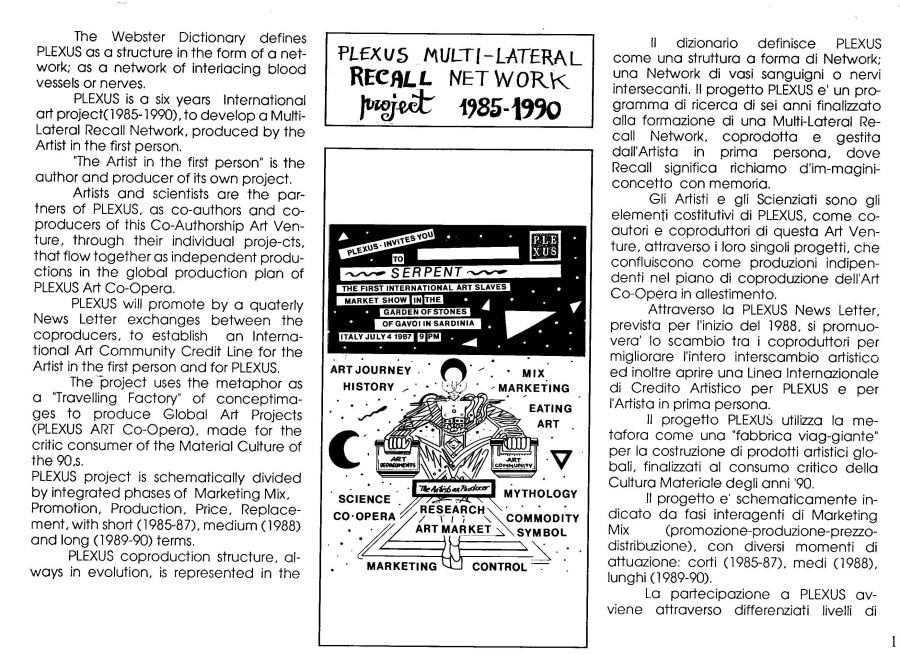 The Webster Dictionary defines
PLEXUS as a structure in the form of a net-
work; as a network of interlacing blood
vessels or nerves.
PLEXUS is a six years International
art project(1985-1990), to develop a Multi-
Lateral Recall Network, produced by the
Artist in the first person.
"The Artist in the first person" is the
author and producer of its own project.
Artists and scientists are the par-
tners of PLEXUS, as co-authors and co-
producers of this Co-Authorship Art Ven-
ture, through their individual proje-cts,
that flow together as independent produ-
ctions in the global production plan of
PLEXUS Art Co-Opera.
PLEXUS will promote by a quaterly
News Letter exchanges between the
coproducers, to establish an Interna-
tional Art Community Credit Line for the
Artist in the first person and for PLEXUS.
The project uses the metaphor as
a "Travelling Factory" of conceptima-
ges to produce Global Art Projects
(PLEXUS ART Co-Opera), made for the
critic consumer of the Material Culture of
the 90,s.
PLEXUS project is schematically divided
by integrated phases of Marketing Mix,
Promotion, Production, Price, Replace-
ment, with short (1985-87), medium (1988)
and long (1989-90) terms.
PLEXUS coproduction structure, al-
ways in evolution, is represented in the
PLEXUS MULTI-LATERAL
RECALL NETWORK
project 1985-1990
PLEXUS · INVITES YOU
TO
PLE
XUS
SERPENT
THE FIRST INTERNATIONAL ART SLAVES
MARKET SHOW IN THE
GARDEN OF STONES
OF GAVOI IN SARDINIA
ITALY JULY 4 1987 9 PM
ART JOURNEY
HISTORY
MIX
MARKETING
EATING
ART
ART
DEPARTMENTS
ART
COMMUNITY
The Artist as Producer
SCIENCE
CO-OPERA
RESEARCH
ART MARKET
MYTHOLOGY
COMMODITY
SYMBOL
MARKETING CONTROL
Il dizionario definisce PLEXUS
come una struttura a forma di Network;
una Network di vasi sanguigni o nervi
intersecanti. Il progetto PLEXUS e' un pro-
gramma di ricerca di sei anni finalizzato
alla formazione di una Multi-Lateral Re-
call Network, coprodotta e gestita
dall'Artista in prima persona, dove
Recall significa richiamo d'im-magini-
concetto con memoria.
Gli Artisti e gli Scienziati sono gli
elementi costitutivi di PLEXUS, come co-
autori e coproduttori di questa Art Ven-
ture, attraverso i loro singoli progetti, che
confluiscono come produzioni indipen-
denti nel piano di coproduzione dell'Art
Co-Opera in allestimento.
Attraverso la PLEXUS News Letter,
prevista per l'inizio del 1988, si promuo-
vera' lo scambio tra i coproduttori per
migliorare l'intero interscambio artistico
ed inoltre aprire una Linea Internazionale
di Credito Artistico per PLEXUS e per
l'Artista in prima persona.
Il progetto PLEXUS utilizza la me-
tafora come una "fabbrica viag-giante"
per la costruzione di prodotti artistici glo-
bali, finalizzati al consumo critico della
Cultura Materiale degli anni '90.
Il progetto e' schematicamente in-
dicato da fasi interagenti di Marketing
Mix (promozione-produzione-prezzo-
distribuzione), con diversi momenti di
attuazione: corti (1985-87), medi (1988),
lunghi (1989-90).
La partecipazione a PLEXUS av-
viene attraverso differenziati livelli di
1